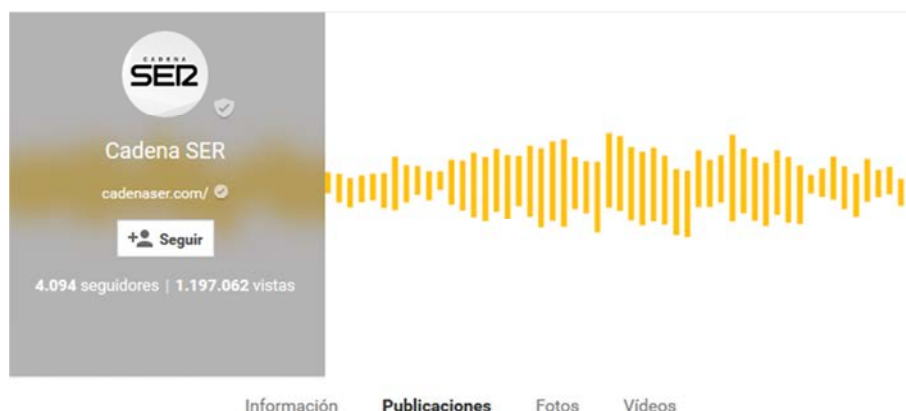 CADENA
SER
Cadena SER
cadenaser.com/
Seguir
4.094 seguidores | 1.197.062 vistas
Información Publicaciones Fotos Vídeos